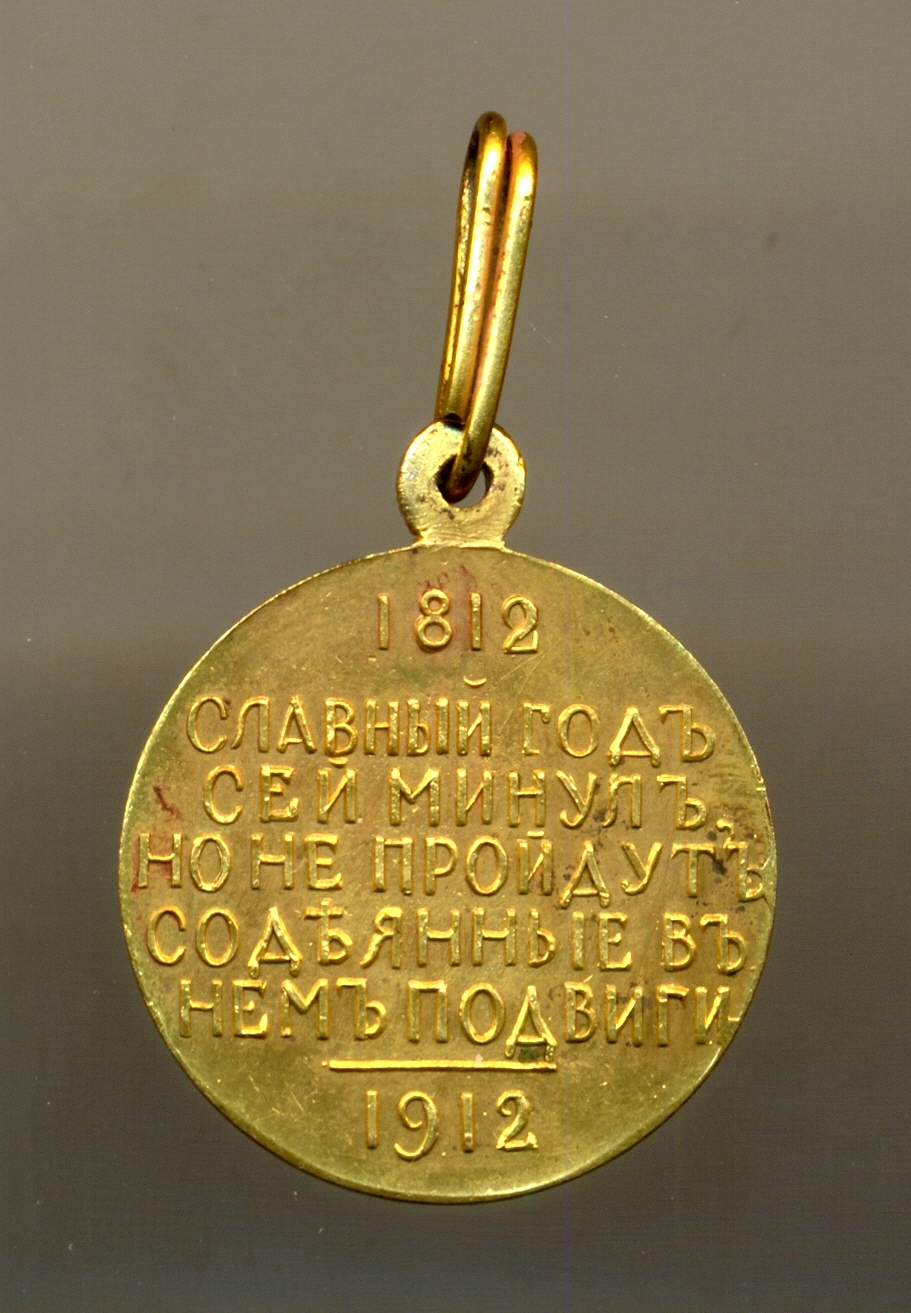 1812
СЛАВНЫЙ ГОДЪ
СЕЙ МИНУЛЪ,
НО НЕ ПРОЙДУТЪ
СОДѢЯННЫЕ ВЪ
НЕМЪ ПОДВИГИ
1912